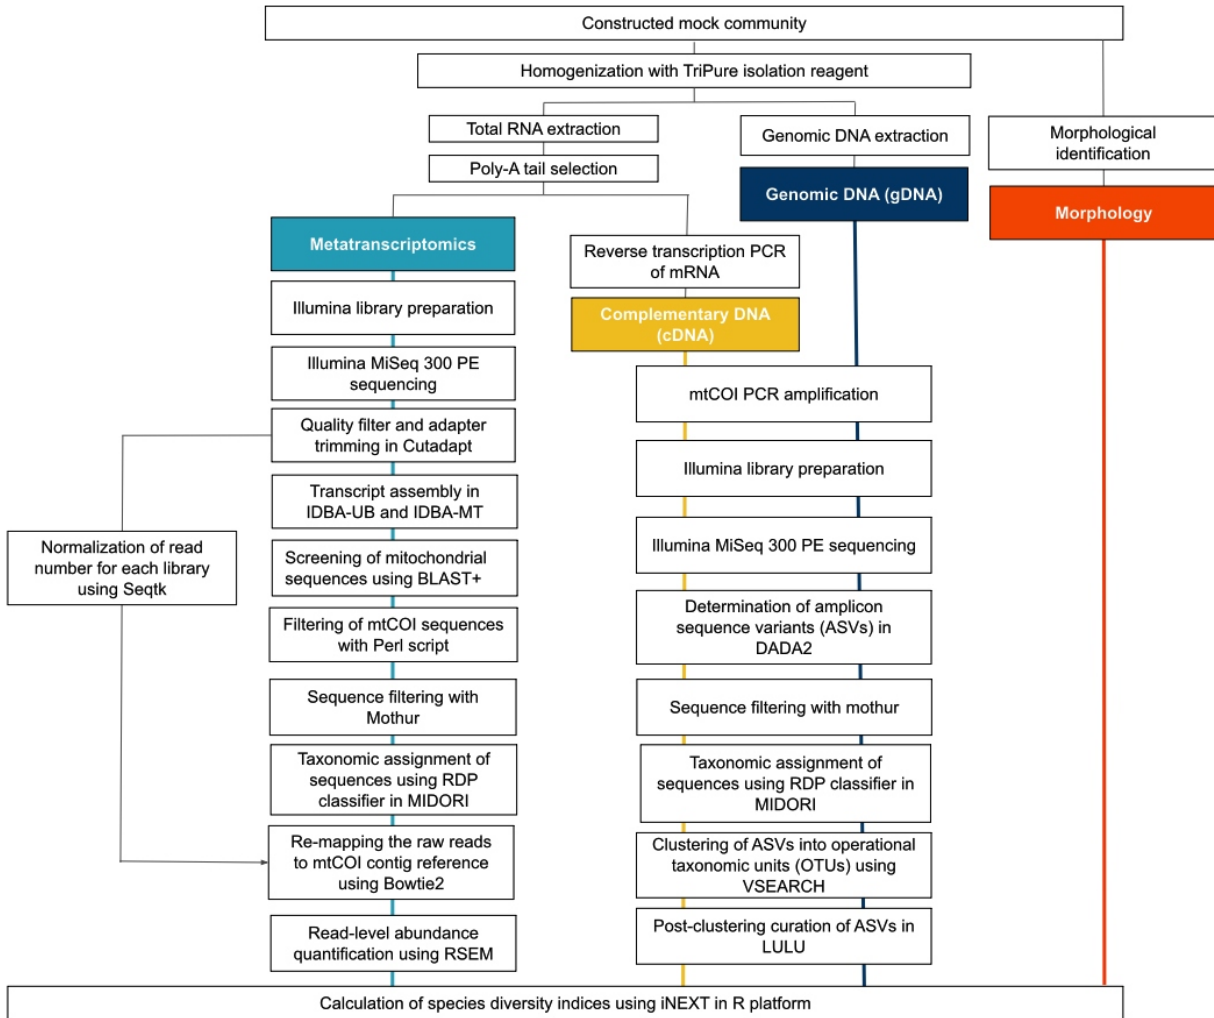 Constructed mock community
Homogenization with TriPure isolation reagent
Total RNA extraction
Poly-A tail selection
Genomic DNA extraction
Genomic DNA (gDNA)
Morphological
identification
Morphology
Metatranscriptomics
Reverse transcription PCR
of mRNA
Complementary DNA
(cDNA)
Illumina library preparation
Illumina MiSeq 300 PE
sequencing
Quality filter and adapter
trimming in Cutadapt
Transcript assembly in
IDBA-UB and IDBA-MT
Normalization of read
number for each library
using Seqtk
Screening of mitochondrial
sequences using BLAST+
Filtering of mtCOI sequences
with Perl script
Sequence filtering with
Mothur
Taxonomic assignment of
sequences using RDP
classifier in MIDORI
Re-mapping the raw reads
to mtCOI contig reference
using Bowtie2
Read-level abundance
quantification using RSEM
mtCOI PCR amplification
Illumina library preparation
Illumina MiSeq 300 PE sequencing
Determination of amplicon
sequence variants (ASVs) in
DADA2
Sequence filtering with mothur
Taxonomic assignment of
sequences using RDP classifier in
MIDORI
Clustering of ASVs into operational
taxonomic units (OTUs) using
VSEARCH
Post-clustering curation of ASVs in
LULU
Calculation of species diversity indices using iNEXT in R platform